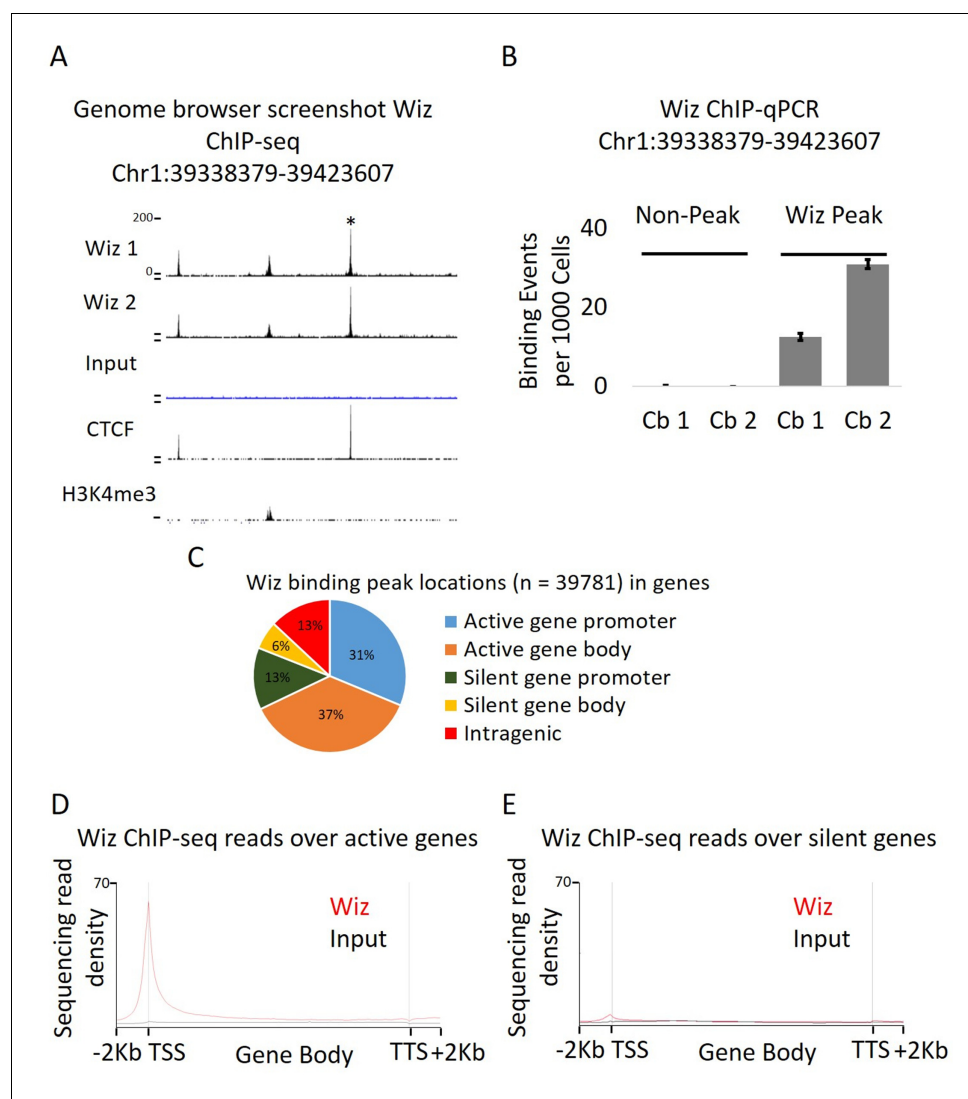 A
Genome browser screenshot Wiz
ChIP-seq
Chr1:39338379-39423607
*
200
Wiz 1
0
Wiz 2
Input
CTCF
H3K4me3
B
Wiz ChIP-qPCR
Chr1:39338379-39423607
Binding Events
per 1000 Cells
40
20
0
Non-Peak
Wiz Peak
Cb 1
Cb 2
Cb 1
Cb 2
C
Wiz binding peak locations (n = 39781) in genes
13%
31%
6%
13%
37%
Active gene promoter
Active gene body
Silent gene promoter
Silent gene body
Intragenic
D
Wiz ChIP-seq reads over active genes
Sequencing read
density
70
Wiz
Input
-2Kb TSS Gene Body TTS +2Kb
E
Wiz ChIP-seq reads over silent genes
Sequencing read
density
70
Wiz
Input
-2Kb TSS Gene Body TTS +2Kb